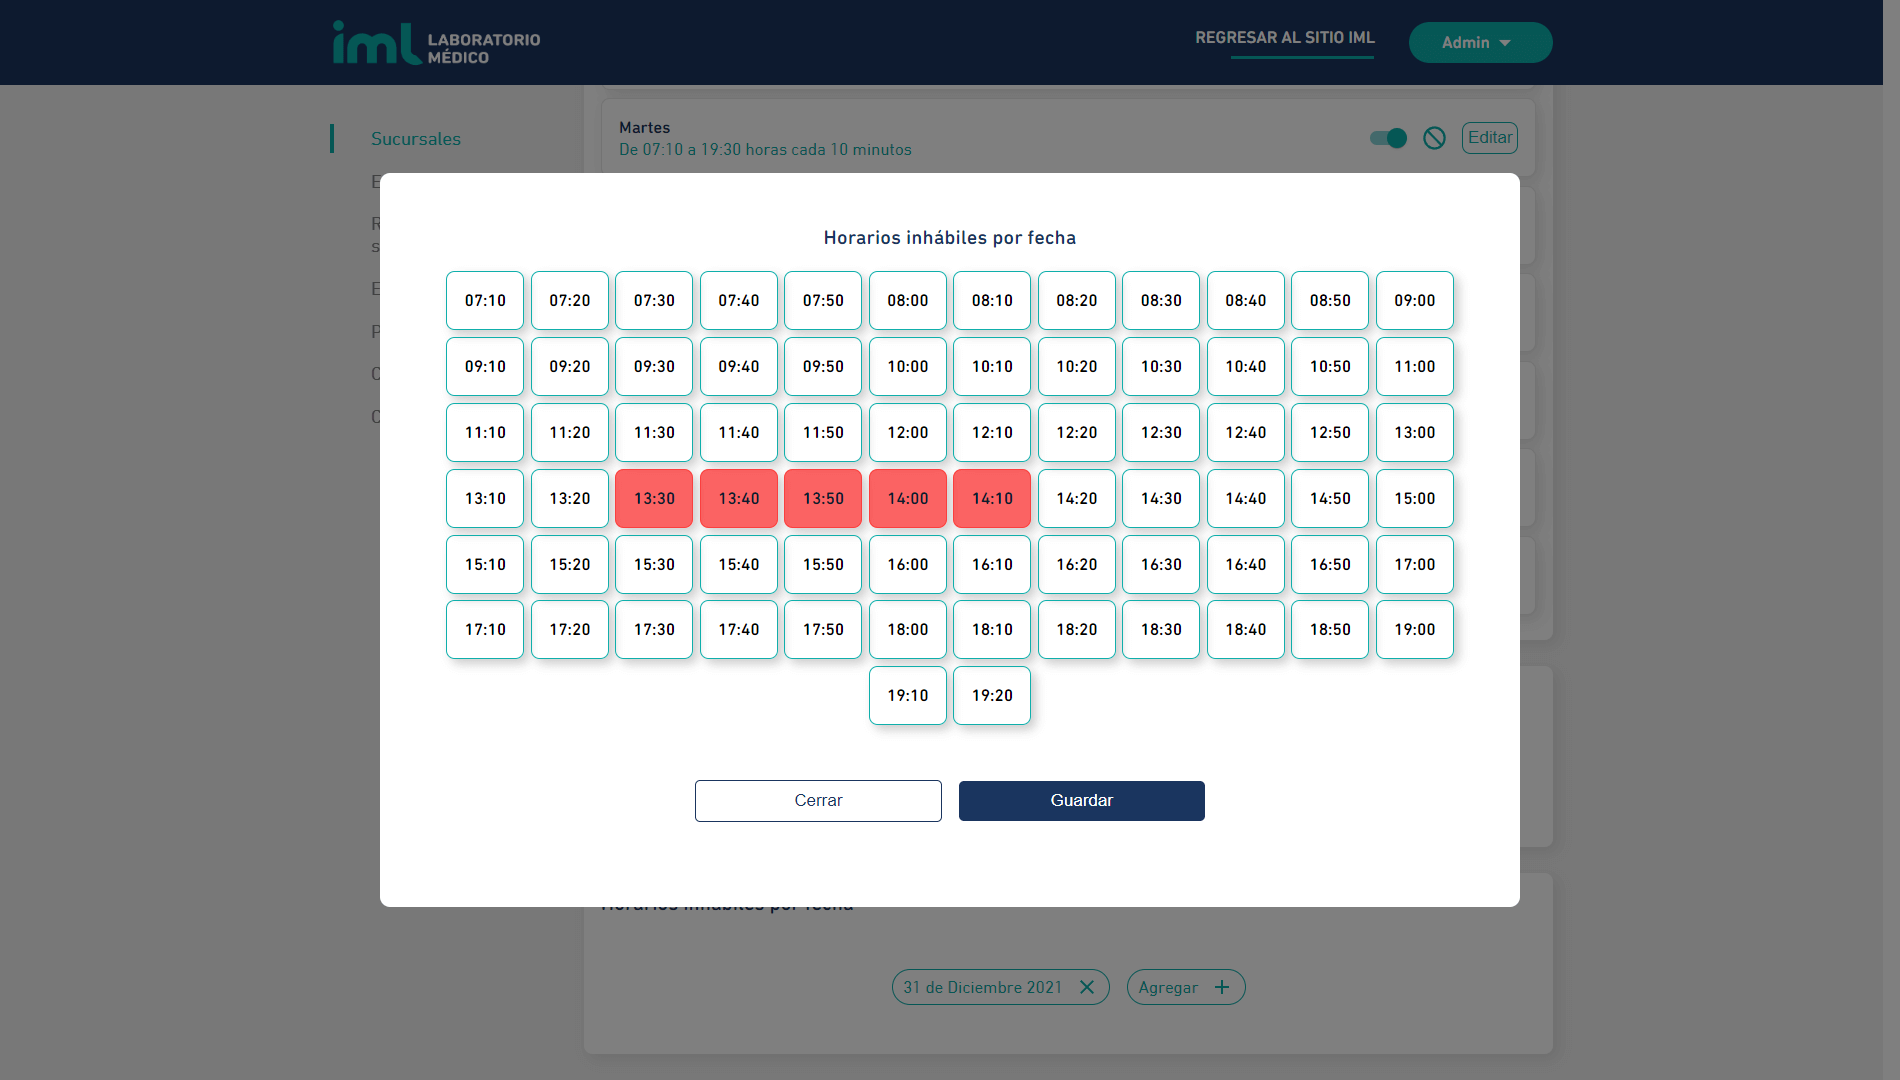 iml LABORATORIO
MÉDICO
REGRESAR AL SITIO IML
Admin
Sucursales
Martes
De 07:10 a 19:30 horas cada 10 minutos
Editar
Horarios inhábiles por fecha
07:10 07:20 07:30 07:40 07:50 08:00 08:10 08:20 08:30 08:40 08:50 09:00
09:10 09:20 09:30 09:40 09:50 10:00 10:10 10:20 10:30 10:40 10:50 11:00
11:10 11:20 11:30 11:40 11:50 12:00 12:10 12:20 12:30 12:40 12:50 13:00
13:10 13:20 13:30 13:40 13:50 14:00 14:10 14:20 14:30 14:40 14:50 15:00
15:10 15:20 15:30 15:40 15:50 16:00 16:10 16:20 16:30 16:40 16:50 17:00
17:10 17:20 17:30 17:40 17:50 18:00 18:10 18:20 18:30 18:40 18:50 19:00
19:10 19:20
Cerrar
Guardar
Horarios inhábiles por fecha
31 de Diciembre 2021
Agregar